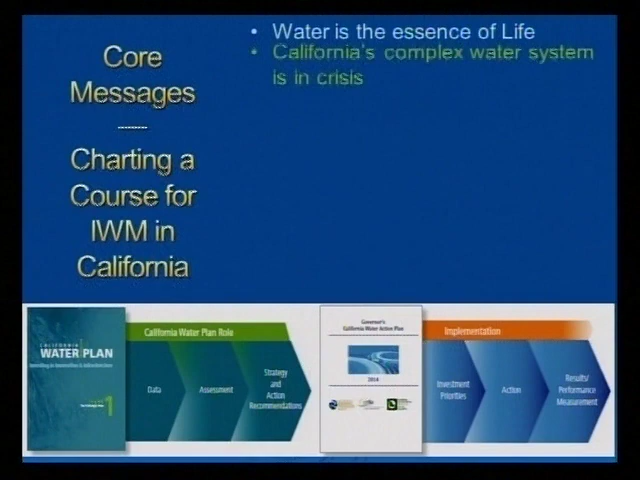 Core
Messages
---------
Charting a
Course for
IWM in
California
• Water is the essence of Life
• California's complex water system
is in crisis
CALIFORNIA
WATER PLAN
1
California Water Plan Role
Data
Assessment
Strategy
and
Action
Recommendations
Governor's
California Water Action Plan
2014
Implementation
Investment
Priorities
Action
Results/
Performance
Measurement